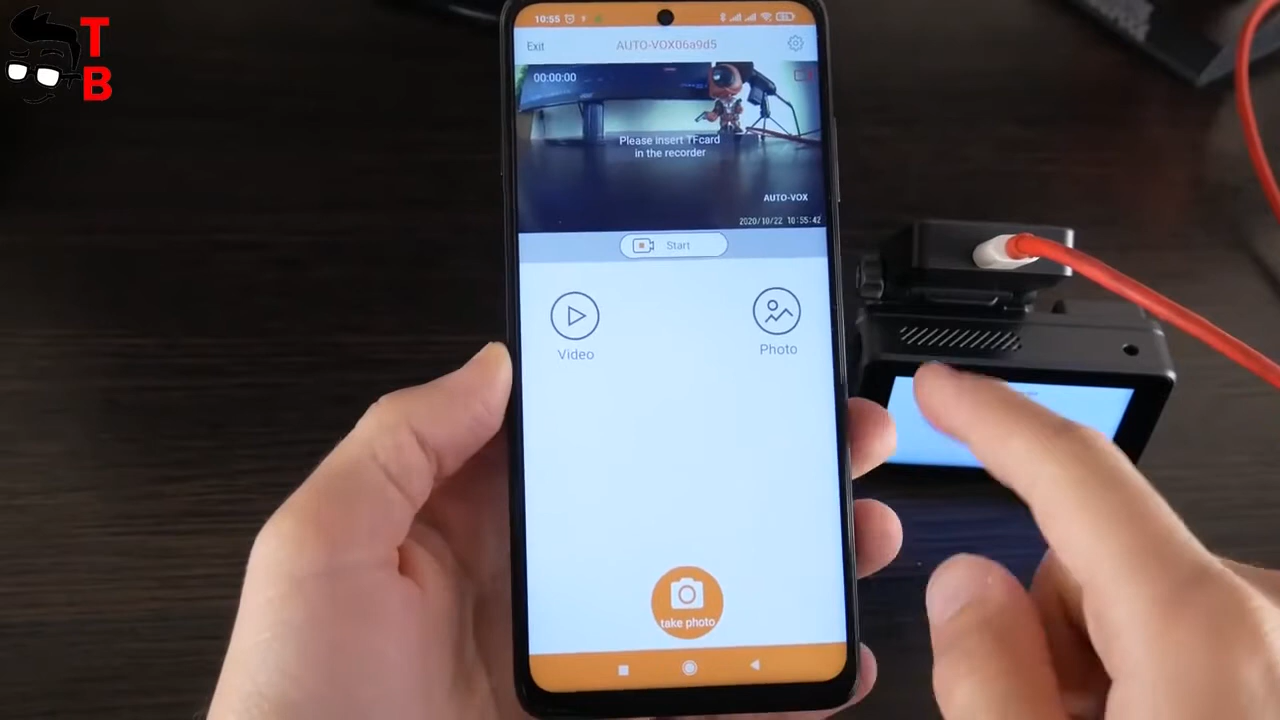 TB
10:55
Exit
AUTO-VOX06a9d5
00:00:00
Please insert TFcard
in the recorder
AUTO-VOX
2020/10/22 10:55:42
Start
Video
Photo
take photo